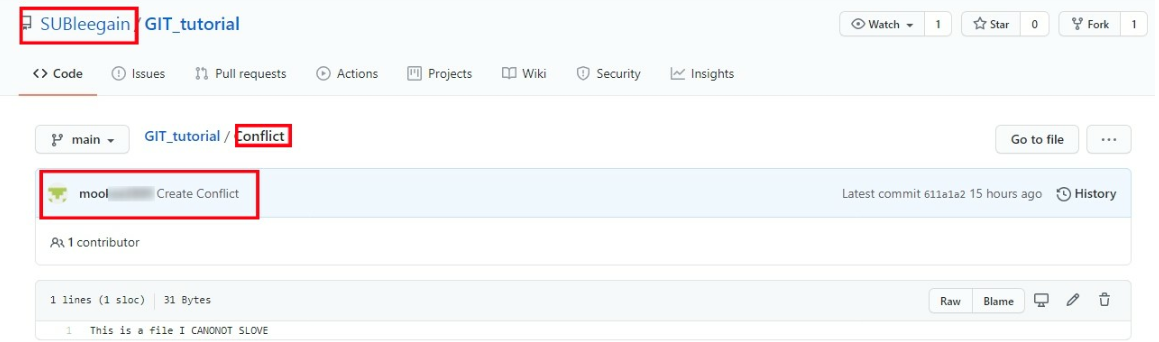 SUBleegain / GIT_tutorial
Watch 1 Star 0 Fork 1
Code Issues Pull requests Actions Projects Wiki Security Insights
main GIT_tutorial / Conflict Go to file ...
Create Conflict Latest commit 611a1a2 15 hours ago History
1 contributor
1 lines (1 sloc) 31 Bytes Raw Blame
1 This is a file I CANONOT SLOVE